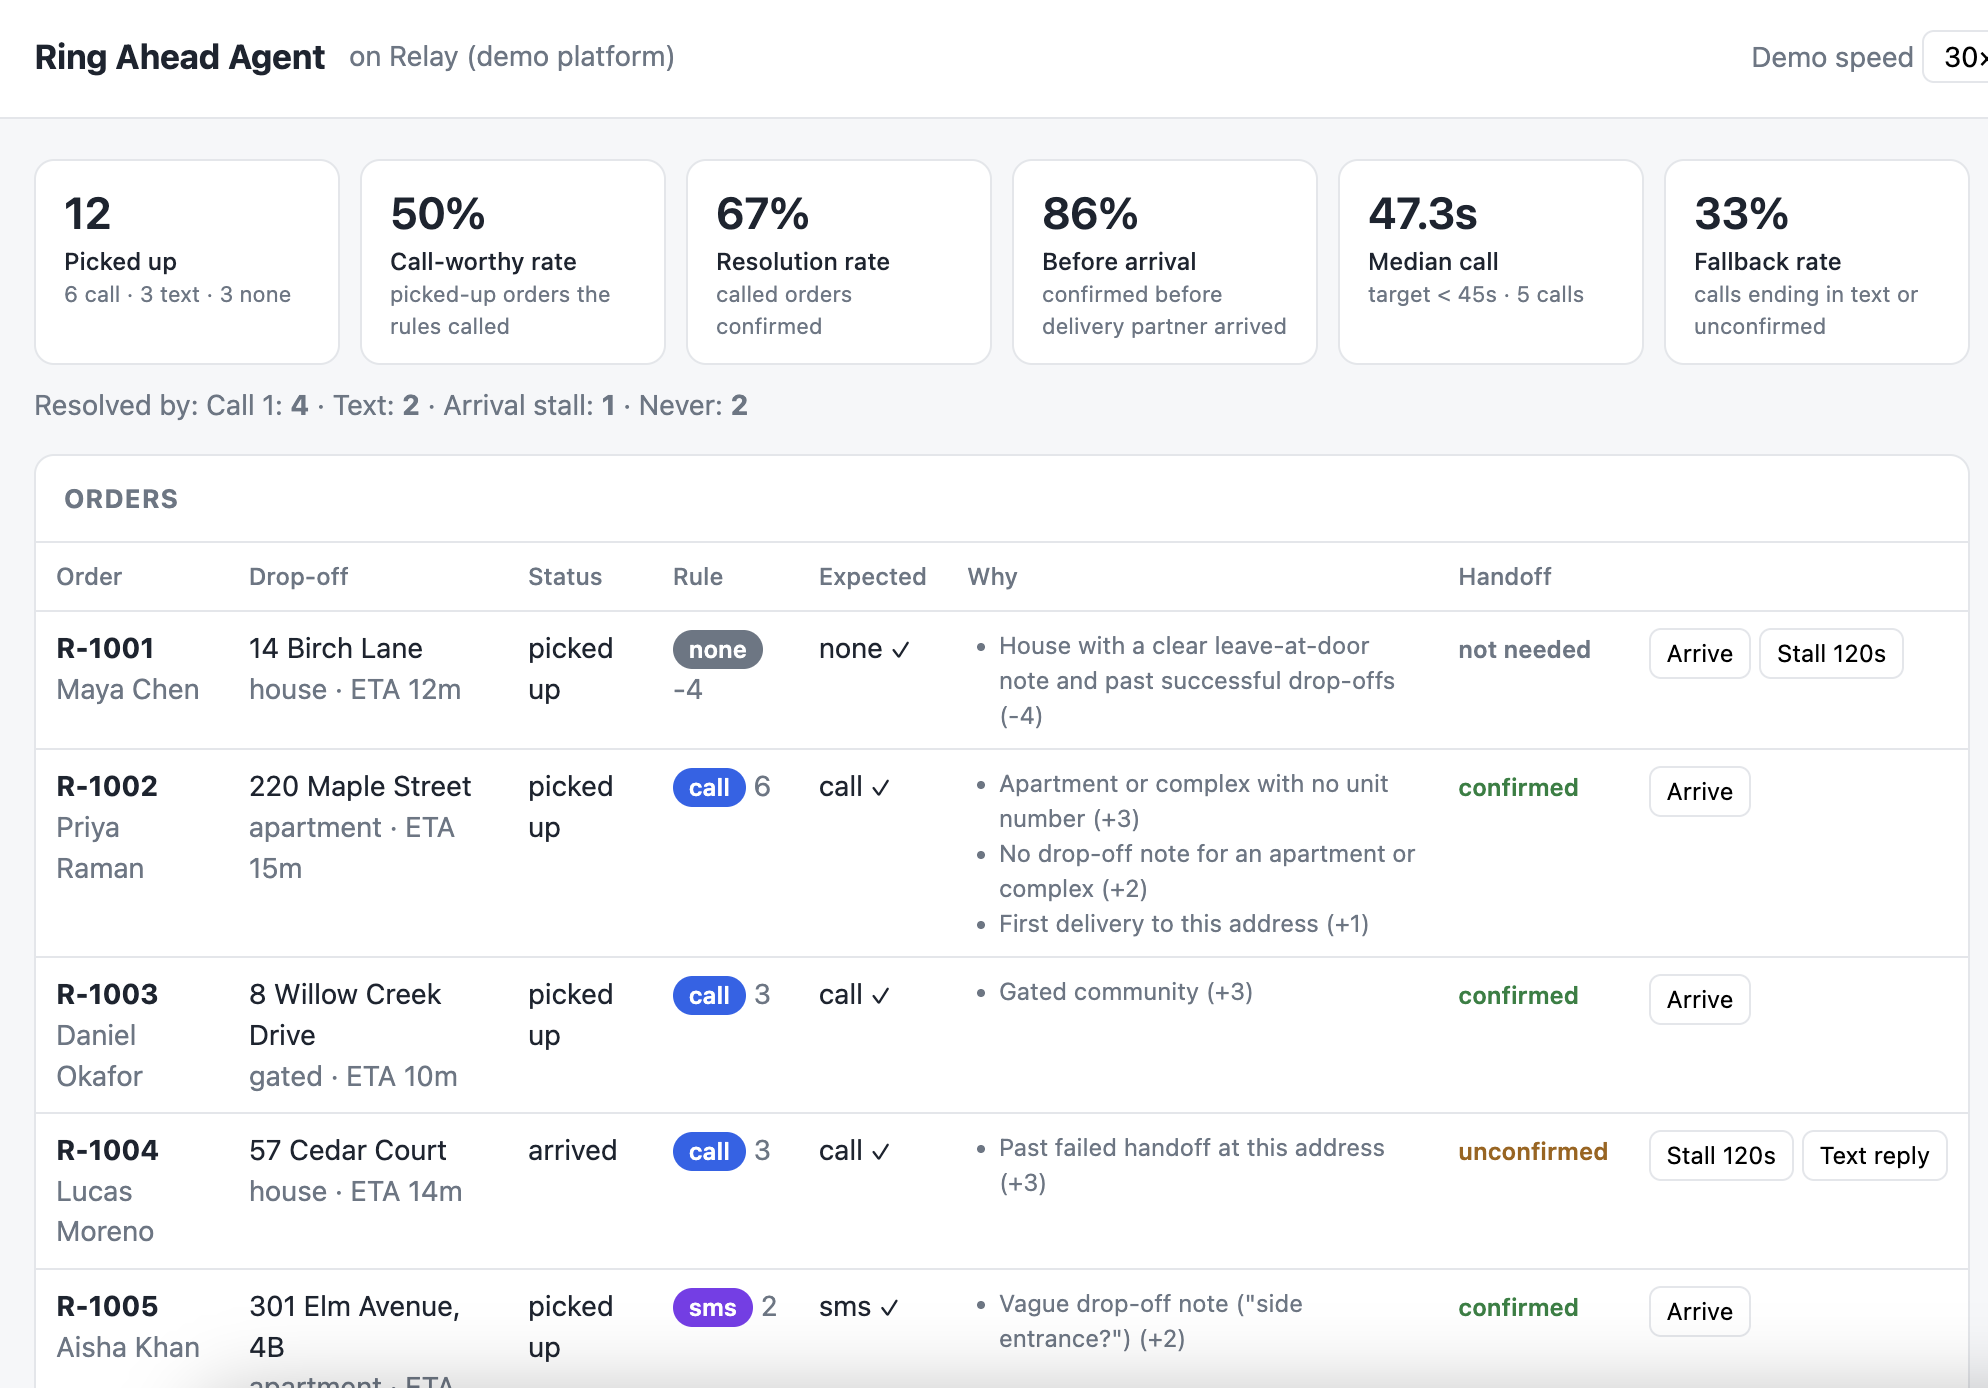 Ring Ahead Agent on Relay (demo platform) Demo speed 30×
12
Picked up
6 call · 3 text · 3 none
50%
Call-worthy rate
picked-up orders the
rules called
67%
Resolution rate
called orders
confirmed
86%
Before arrival
confirmed before
delivery partner arrived
47.3s
Median call
target < 45s · 5 calls
33%
Fallback rate
calls ending in text or
unconfirmed
Resolved by: Call 1: 4 · Text: 2 · Arrival stall: 1 · Never: 2
ORDERS
Order Drop-off Status Rule Expected Why Handoff
R-1001
Maya Chen
14 Birch Lane
house · ETA 12m
picked
up
none
-4
none ✓
• House with a clear leave-at-door
note and past successful drop-offs
(-4)
not needed
Arrive
Stall 120s
R-1002
Priya
Raman
220 Maple Street
apartment · ETA
15m
picked
up
call 6
call ✓
• Apartment or complex with no unit
number (+3)
• No drop-off note for an apartment or
complex (+2)
• First delivery to this address (+1)
confirmed
Arrive
R-1003
Daniel
Okafor
8 Willow Creek
Drive
gated · ETA 10m
picked
up
call 3
call ✓
• Gated community (+3)
confirmed
Arrive
R-1004
Lucas
Moreno
57 Cedar Court
house · ETA 14m
arrived
call 3
call ✓
• Past failed handoff at this address
(+3)
unconfirmed
Stall 120s
Text reply
R-1005
Aisha Khan
301 Elm Avenue,
4B
apartment · ETA
picked
up
sms 2
sms ✓
• Vague drop-off note ("side
entrance?") (+2)
confirmed
Arrive